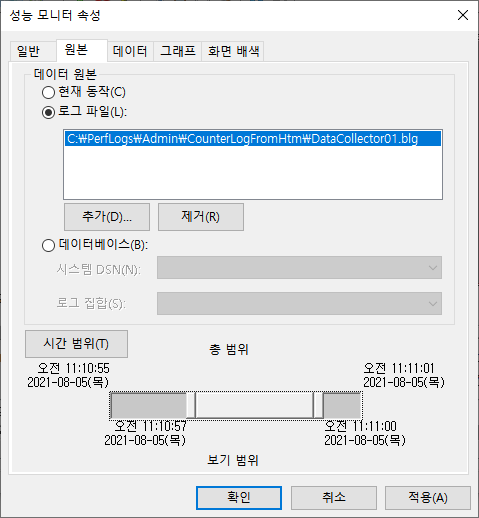 성능 모니터 속성
일반 원본 데이터 그래프 화면 배색
데이터 원본
현재 동작(C)
로그 파일(L):
C:₩PerfLogs₩Admin₩CounterLogFromHtm₩DataCollector01.blg
추가(D)... 제거(R)
데이터베이스(B):
시스템 DSN(N):
로그 집합(S):
시간 범위(T) 총 범위
오전 11:10:55 오전 11:11:01
2021-08-05(목) 2021-08-05(목)
오전 11:10:57 오전 11:11:00
2021-08-05(목) 2021-08-05(목)
보기 범위
확인 취소 적용(A)